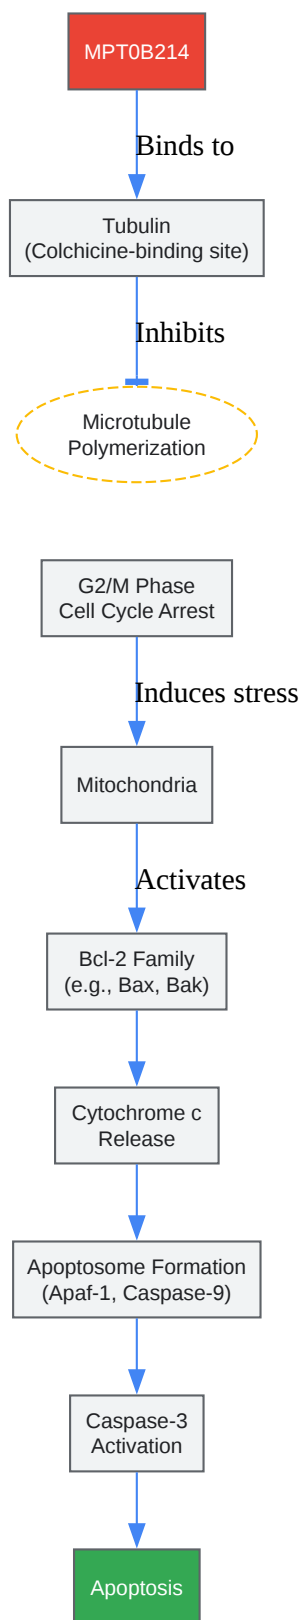 MPT0B214
Binds to
Tubulin
(Colchicine-binding site)
Inhibits
Microtubule
Polymerization
G2/M Phase
Cell Cycle Arrest
Induces stress
Mitochondria
Activates
Bcl-2 Family
(e.g., Bax, Bak)
Cytochrome c
Release
Apoptosome Formation
(Apaf-1, Caspase-9)
Caspase-3
Activation
Apoptosis